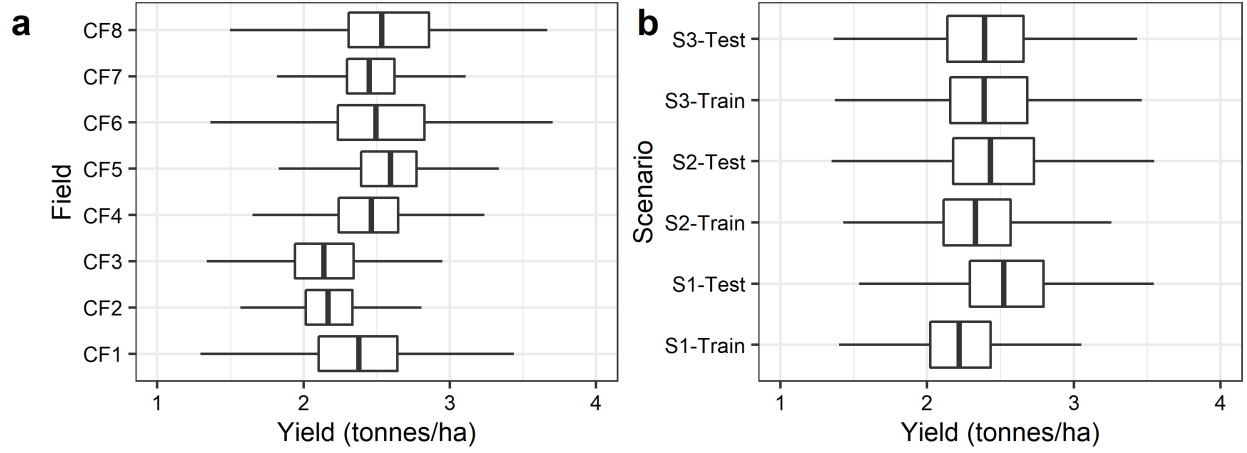 a
Field
CF8
CF7
CF6
CF5
CF4
CF3
CF2
CF1
1 2 3 4
Yield (tonnes/ha)
b
Scenario
S3-Test
S3-Train
S2-Test
S2-Train
S1-Test
S1-Train
1 2 3 4
Yield (tonnes/ha)